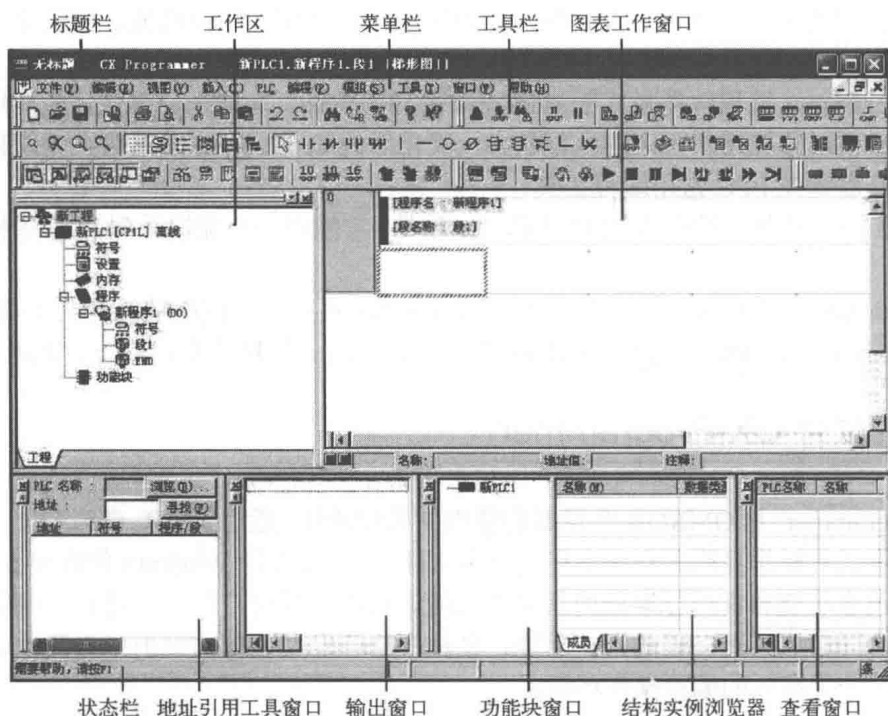 标题栏 工作区 菜单栏 工具栏 图表工作窗口
无标题 CX Programmer 新PLC1.新程序1.段1 [梯形图]]
文件(F) 编辑(E) 视图(V) 插入(I) PLC 编程(P) 模拟(S) 工具(T) 窗口(W) 帮助(H)
10 10 16
新工程
新PLC1[CP1L] 离线
符号
设置
内存
程序
新程序1 (00)
符号
段1
END
功能块
工程
0
[程序名：新程序1]
[段名称：段1]
名称: 地址值: 注释:
PLC 名称: 浏览(R)...
地址: 寻找(F)
地址 符号 程序/段
新PLC1
名称(N) 数据类
成员
PLC名称 名称
需要帮助，请按F1
条
状态栏 地址引用工具窗口 输出窗口 功能块窗口 结构实例浏览器 查看窗口